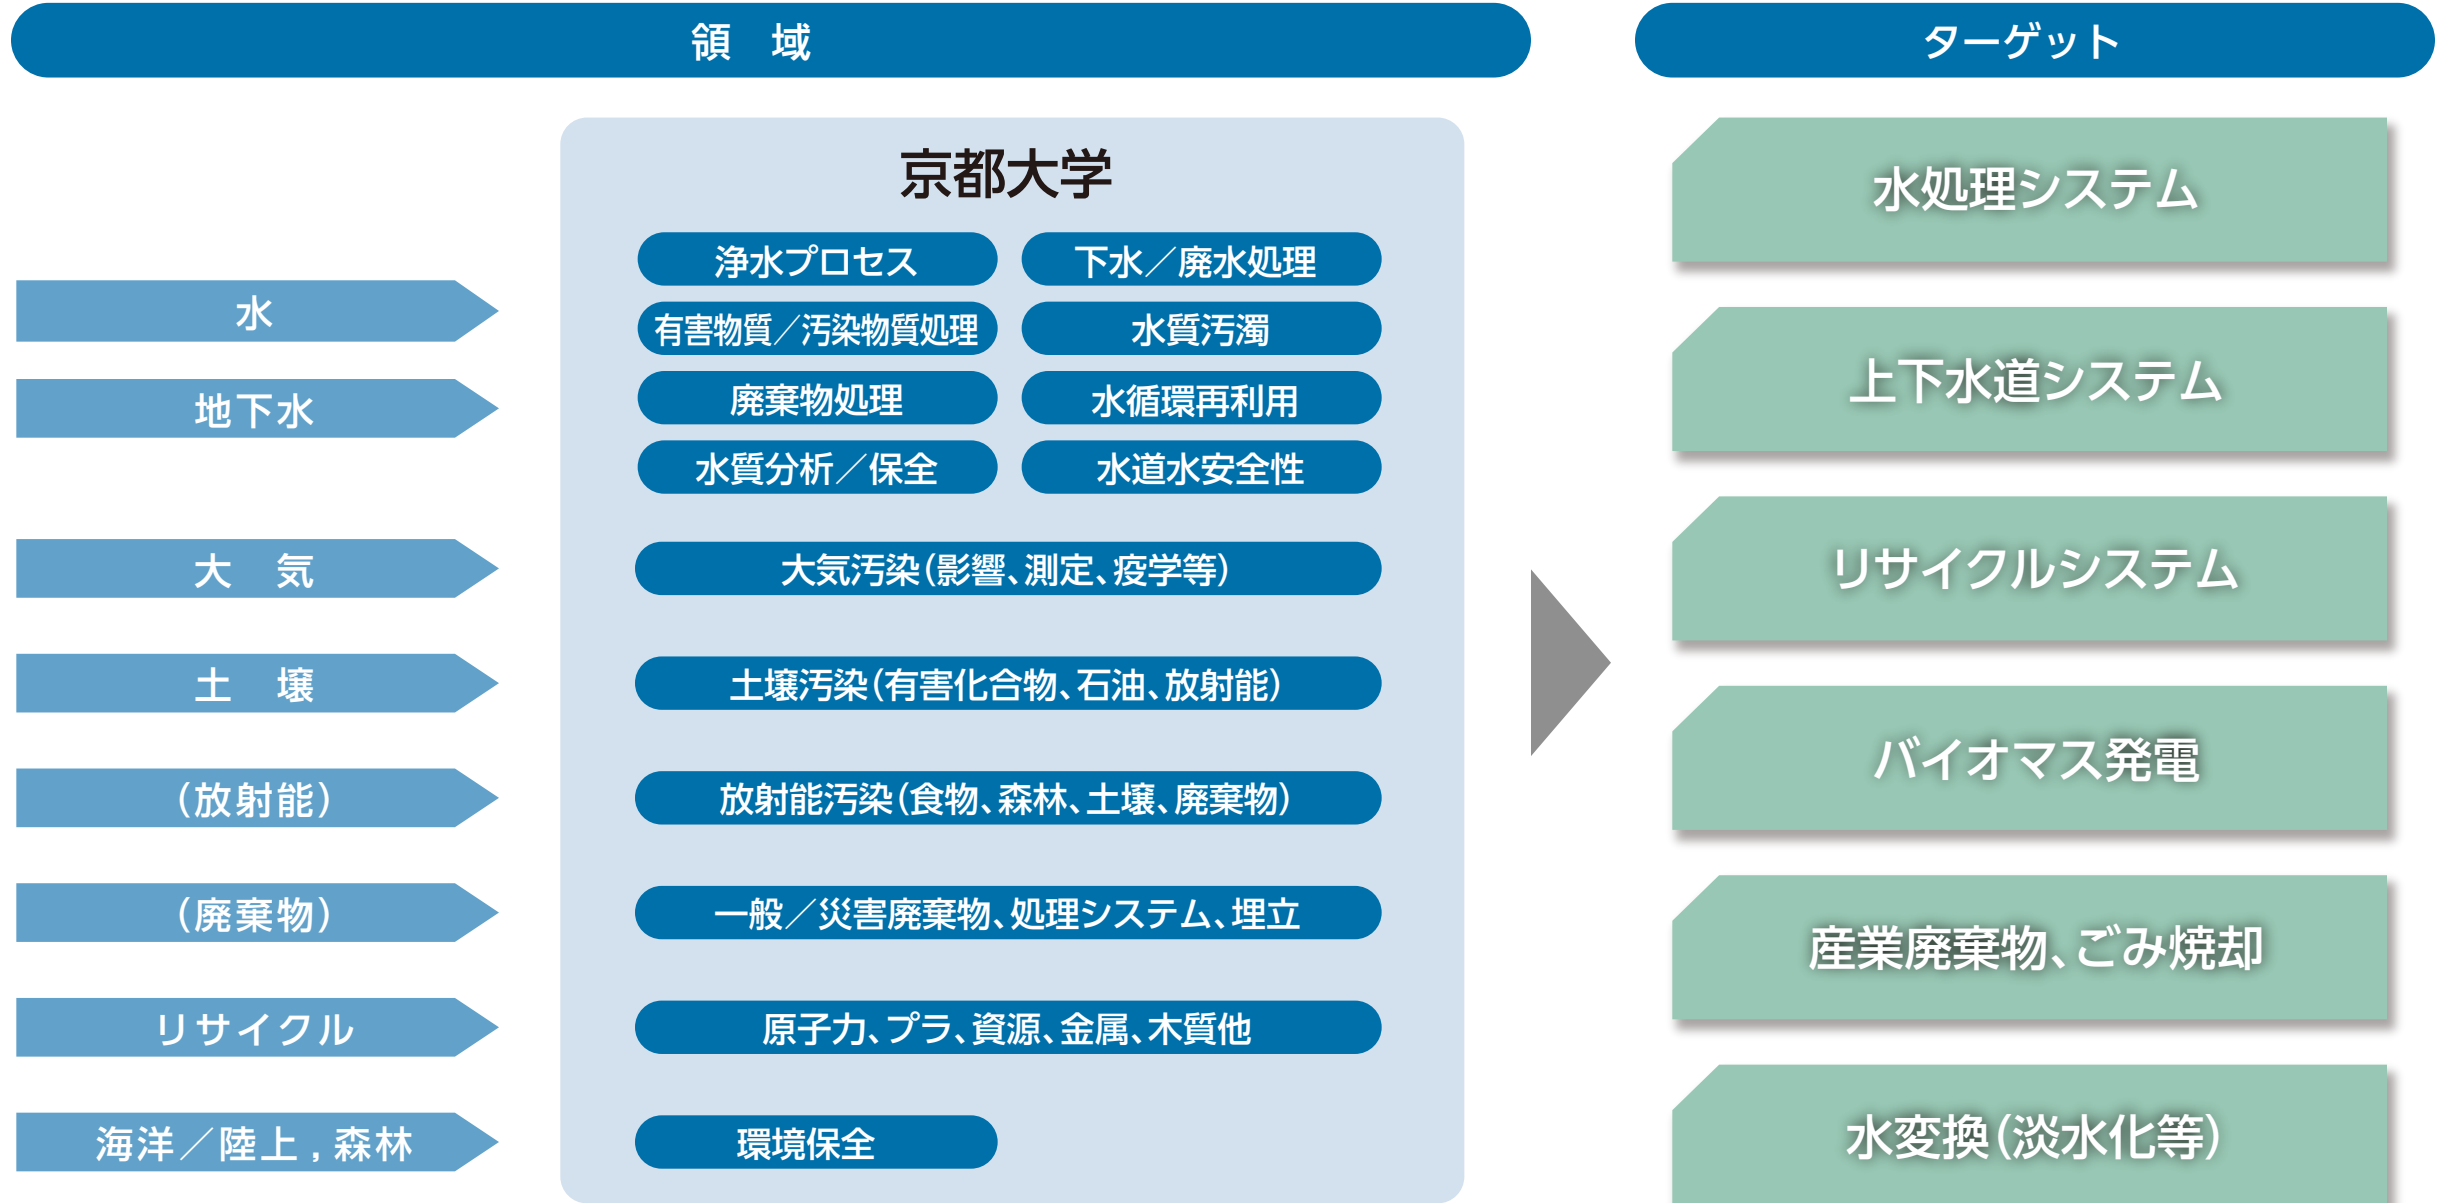 領　域
ターゲット
京都大学
水
地下水
浄水プロセス
下水／廃水処理
有害物質／汚染物質処理
水質汚濁
廃棄物処理
水循環再利用
水質分析／保全
水道水安全性
大　気
大気汚染（影響、測定、疫学等）
土　壌
土壌汚染（有害化合物、石油、放射能）
（放射能）
放射能汚染（食物、森林、土壌、廃棄物）
（廃棄物）
一般／災害廃棄物、処理システム、埋立
リサイクル
原子力、プラ、資源、金属、木質他
海洋／陸上，森林
環境保全
水処理システム
上下水道システム
リサイクルシステム
バイオマス発電
産業廃棄物、ごみ焼却
水変換（淡水化等）